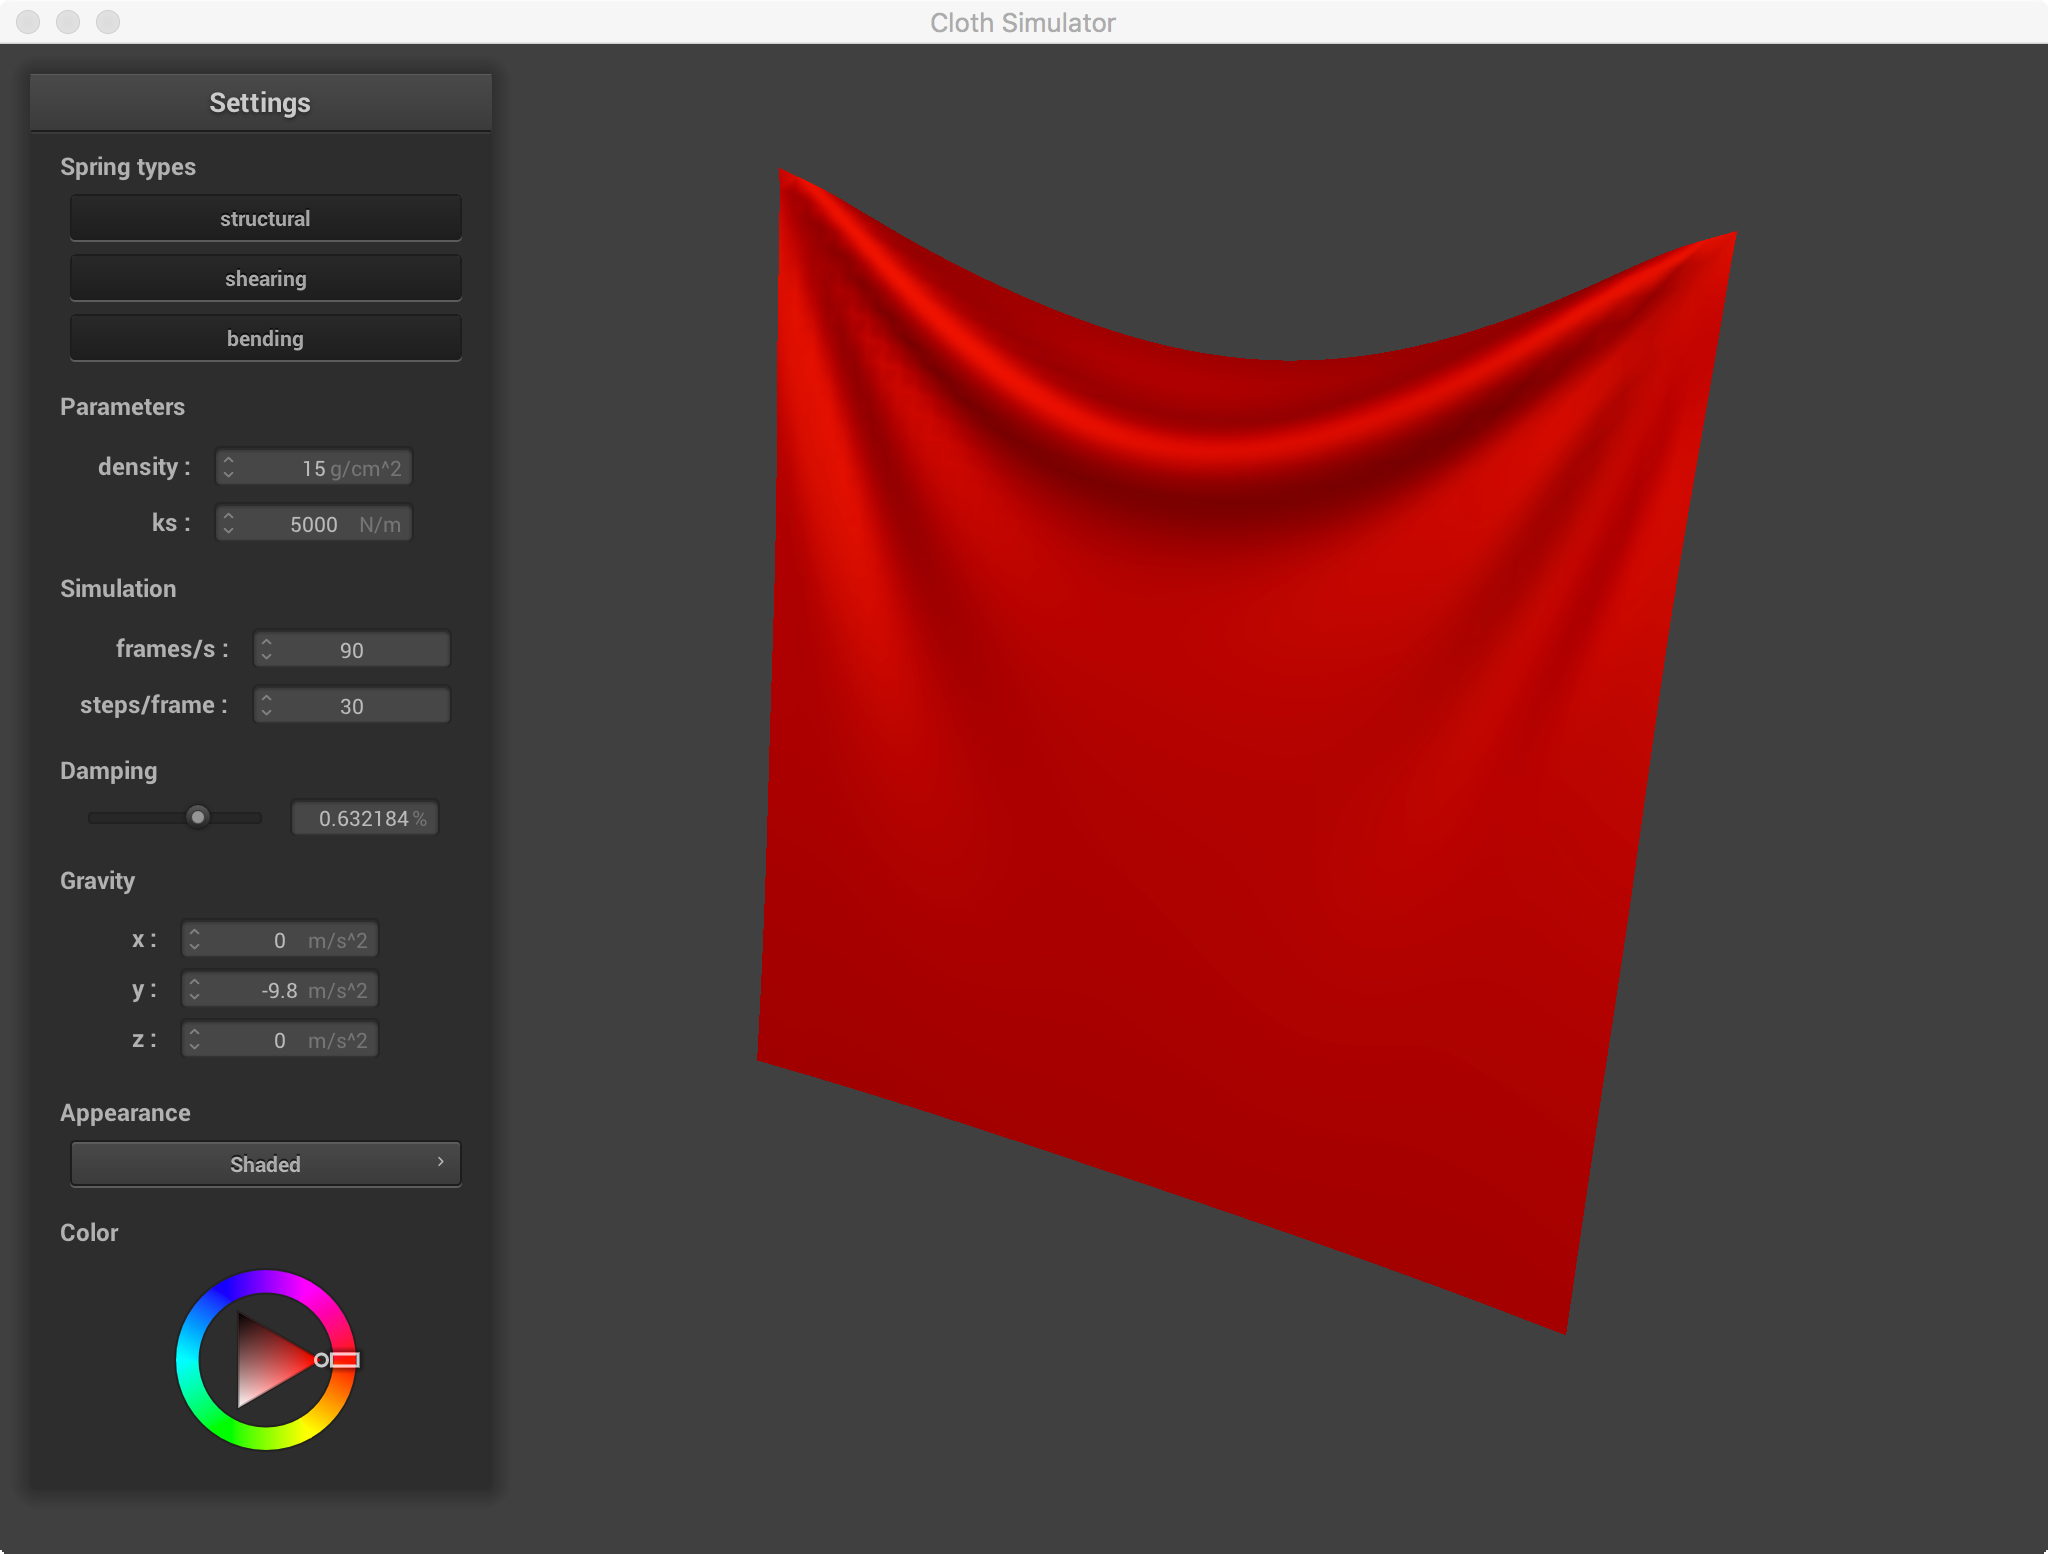 Cloth Simulator
Settings
Spring types
structural
shearing
bending
Parameters
density : 15 g/cm^2
ks : 5000 N/m
Simulation
frames/s : 90
steps/frame : 30
Damping
0.632184 %
Gravity
x : 0 m/s^2
y : -9.8 m/s^2
z : 0 m/s^2
Appearance
Shaded
Color